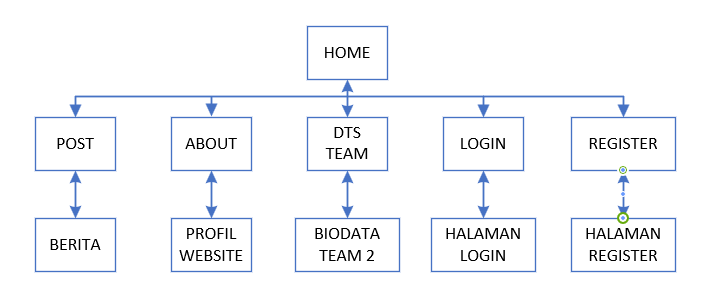 HOME
POST
ABOUT
DTS
TEAM
LOGIN
REGISTER
BERITA
PROFIL
WEBSITE
BIODATA
TEAM 2
HALAMAN
LOGIN
HALAMAN
REGISTER